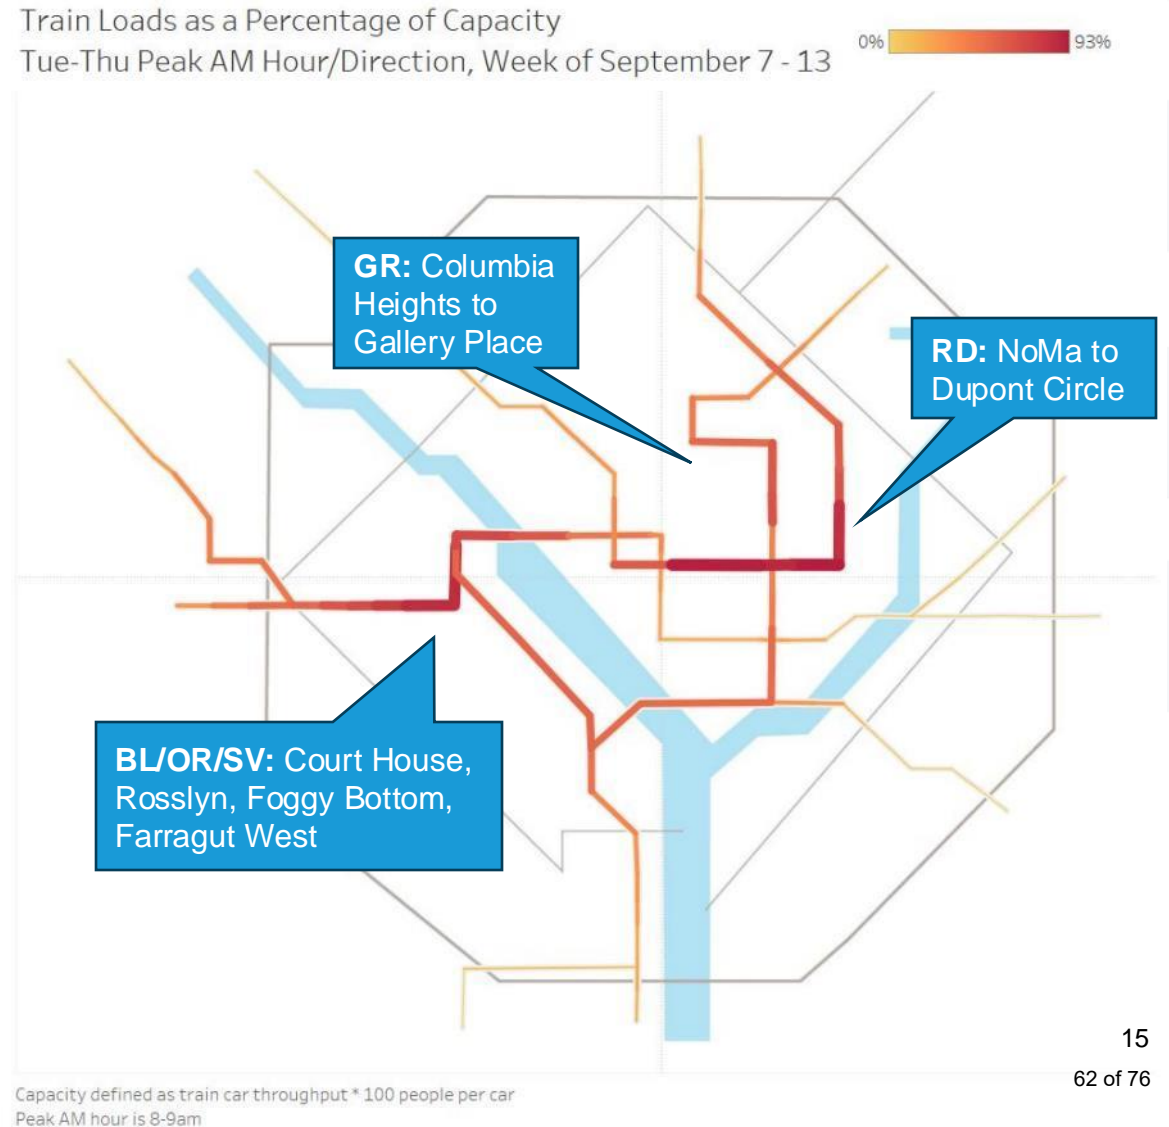 Train Loads as a Percentage of Capacity
Tue-Thu Peak AM Hour/Direction, Week of September 7 - 13
0%
93%
GR: Columbia
Heights to
Gallery Place
RD: NoMa to
Dupont Circle
BL/OR/SV: Court House,
Rosslyn, Foggy Bottom,
Farragut West
15
62 of 76
Capacity defined as train car throughput * 100 people per car
Peak AM hour is 8-9am